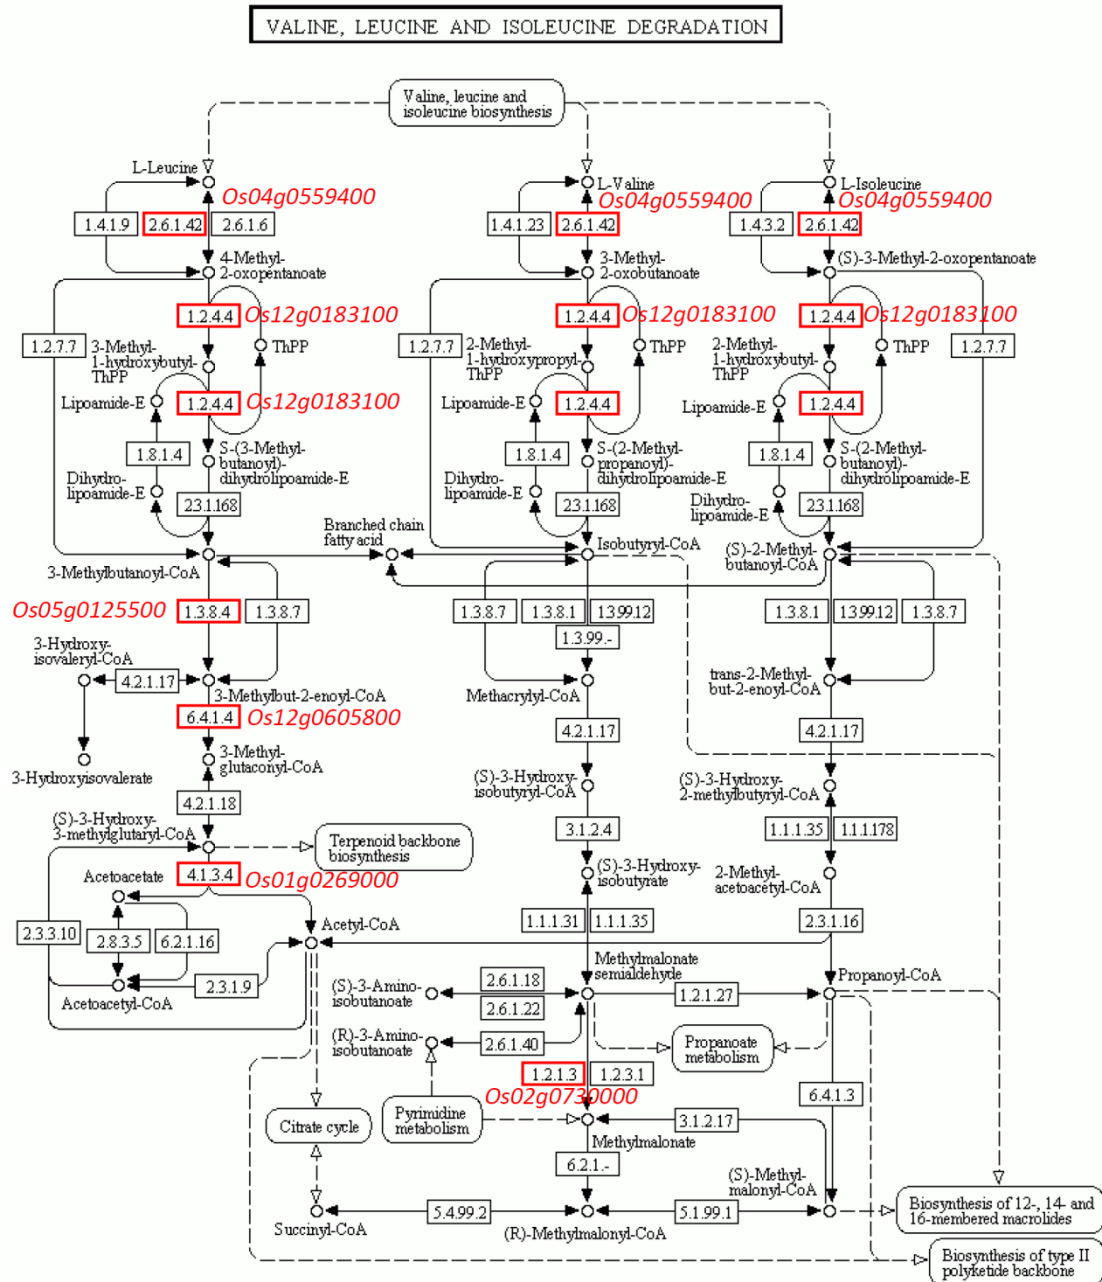 VALINE, LEUCINE AND ISOLEUCINE DEGRADATION
Valine, leucine and
isoleucine biosynthesis
L-Leucine
L-Valine
L-Isoleucine
Os04g0559400
Os04g0559400
Os04g0559400
1.4.1.9
2.6.1.42
2.6.1.6
1.4.1.23
2.6.1.42
1.4.3.2
2.6.1.42
4-Methyl-
2-oxopentanoate
3-Methyl-
2-oxobutanoate
(S)-3-Methyl-2-oxopentanoate
1.2.4.4
Os12g0183100
1.2.4.4
Os12g0183100
1.2.4.4
Os12g0183100
1.2.7.7
3-Methyl-
1-hydroxybutyl-
ThPP
ThPP
1.2.7.7
2-Methyl-
1-hydroxypropyl-
ThPP
ThPP
2-Methyl-
1-hydroxybutyl-
ThPP
ThPP
1.2.7.7
Lipoamide-E
1.2.4.4
Os12g0183100
Lipoamide-E
1.2.4.4
Lipoamide-E
1.2.4.4
1.8.1.4
S-(3-Methyl-
butanoyl)-
dihydrolipoamide-E
1.8.1.4
S-(2-Methyl-
propanoyl)-
dihydrolipoamide-E
1.8.1.4
S-(2-Methyl-
butanoyl)-
dihydrolipoamide-E
Dihydro-
lipoamide-E
23.1.168
Dihydro-
lipoamide-E
23.1.168
Dihydro-
lipoamide-E
23.1.168
Branched chain
fatty acid
3-Methylbutanoyl-CoA
Isobutyryl-CoA
(S)-2-Methyl-
butanoyl-CoA
Os05g0125500
1.3.8.4
1.3.8.7
1.3.8.7
1.3.8.1
13.99.12
1.3.99.-
1.3.8.1
13.99.12
1.3.8.7
3-Hydroxy-
isovaleryl-CoA
4.2.1.17
3-Methylbut-2-enoyl-CoA
Methacrylyl-CoA
trans-2-Methyl-
but-2-enoyl-CoA
6.4.1.4
Os12g0605800
4.2.1.17
4.2.1.17
3-Hydroxyisovalerate
3-Methyl-
glutaconyl-CoA
(S)-3-Hydroxy-
isobutyryl-CoA
(S)-3-Hydroxy-
2-methylbutyryl-CoA
4.2.1.18
3.1.2.4
1.1.1.35
1.1.1.178
(S)-3-Hydroxy-
3-methylglutaryl-CoA
Terpenoid backbone
biosynthesis
(S)-3-Hydroxy-
isobutyrate
2-Methyl-
acetoacetyl-CoA
4.1.3.4
Os01g0269000
Acetoacetate
2.3.3.10
2.8.3.5
6.2.1.16
Acetyl-CoA
1.1.1.31
1.1.1.35
2.3.1.16
Acetoacetyl-CoA
2.3.1.9
Methylmalonate
semialdehyde
Propanoyl-CoA
(S)-3-Amino-
isobutanoate
2.6.1.18
2.6.1.22
1.2.1.27
(R)-3-Amino-
isobutanoate
2.6.1.40
Propanoate
metabolism
1.2.1.3
1.2.3.1
Os02g0730000
6.4.1.3
Citrate cycle
Pyrimidine
metabolism
3.1.2.17
Methylmalonate
6.2.1.-
(S)-Methyl-
malonyl-CoA
Succinyl-CoA
5.4.99.2
(R)-Methylmalonyl-CoA
5.1.99.1
Biosynthesis of 12-, 14- and
16-membered macrolides
Biosynthesis of type II
polyketide backbone